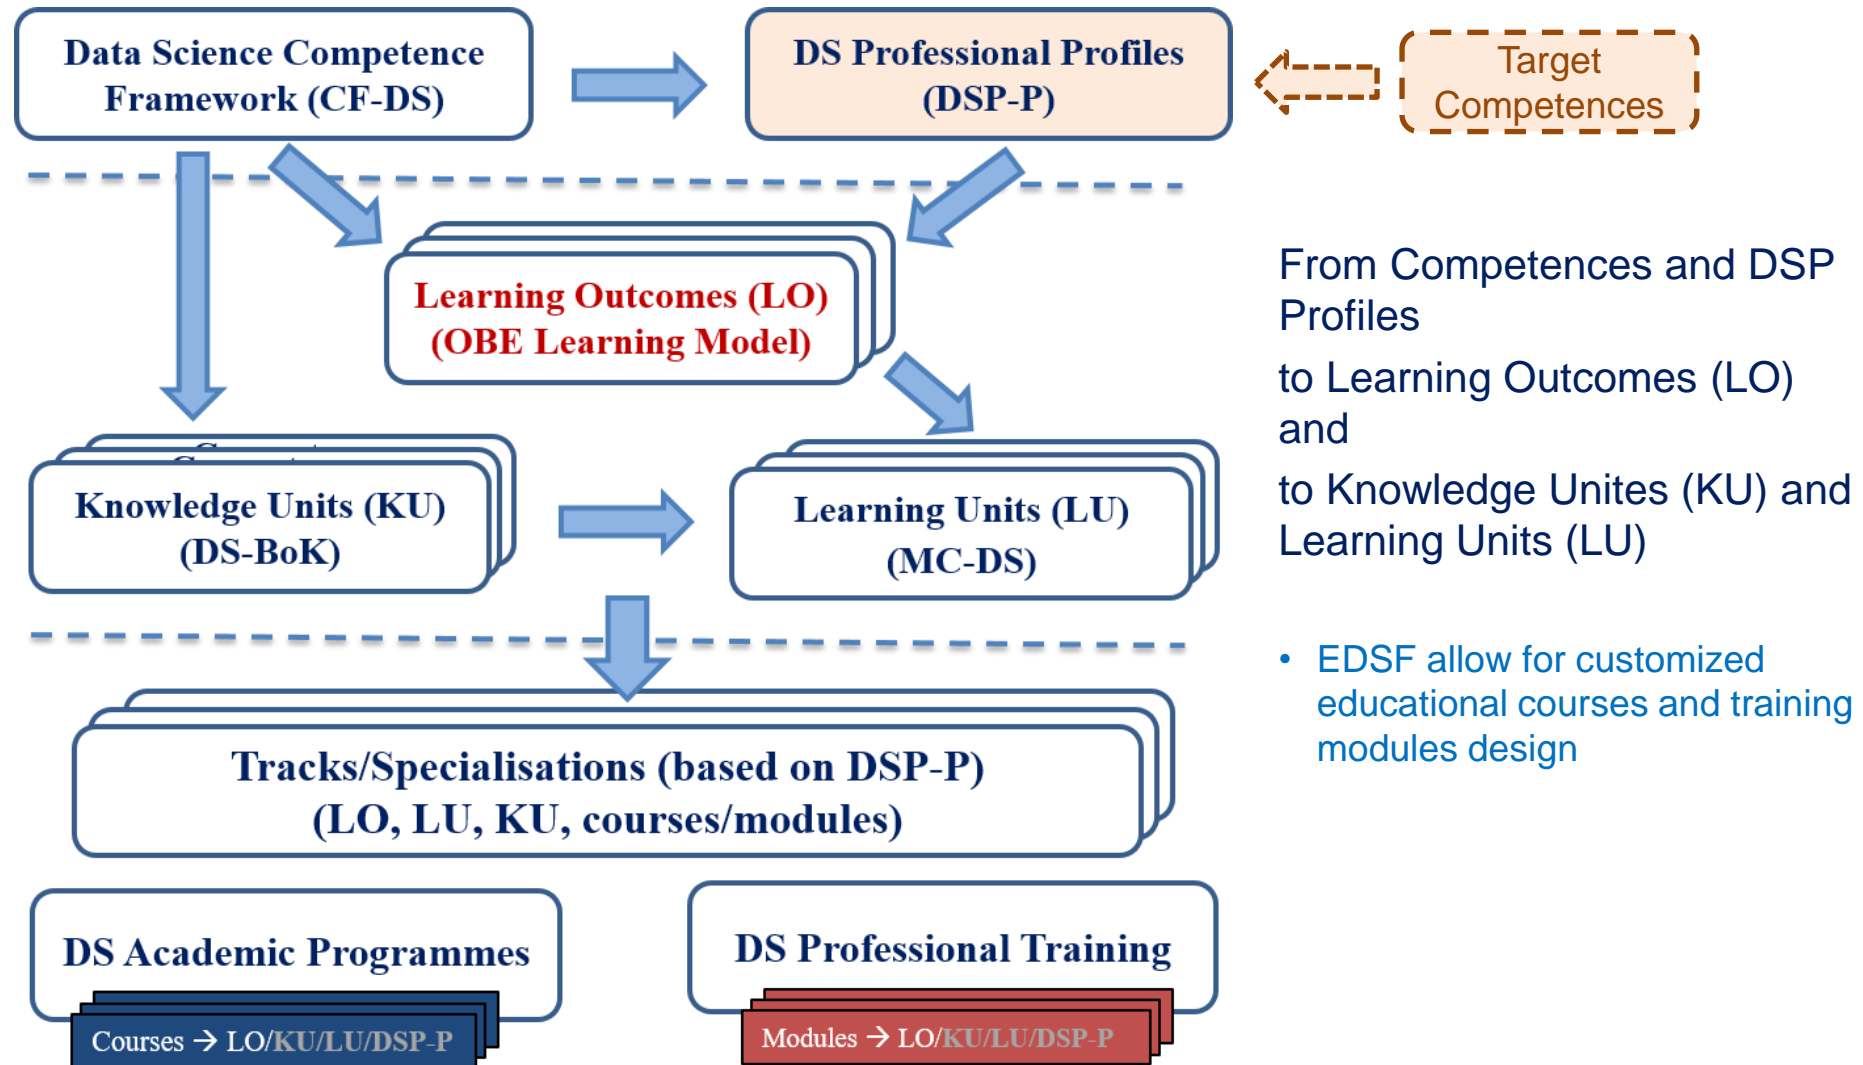 Data Science Competence
Framework (CF-DS)
DS Professional Profiles
(DSP-P)
Target
Competences
Learning Outcomes (LO)
(OBE Learning Model)
From Competences and DSP
Profiles
to Learning Outcomes (LO)
and
to Knowledge Unites (KU) and
Learning Units (LU)
Knowledge Units (KU)
(DS-BoK)
Learning Units (LU)
(MC-DS)
• EDSF allow for customized
educational courses and training
modules design
Tracks/Specialisations (based on DSP-P)
(LO, LU, KU, courses/modules)
DS Academic Programmes
Courses → LO/KU/LU/DSP-P
DS Professional Training
Modules → LO/KU/LU/DSP-P